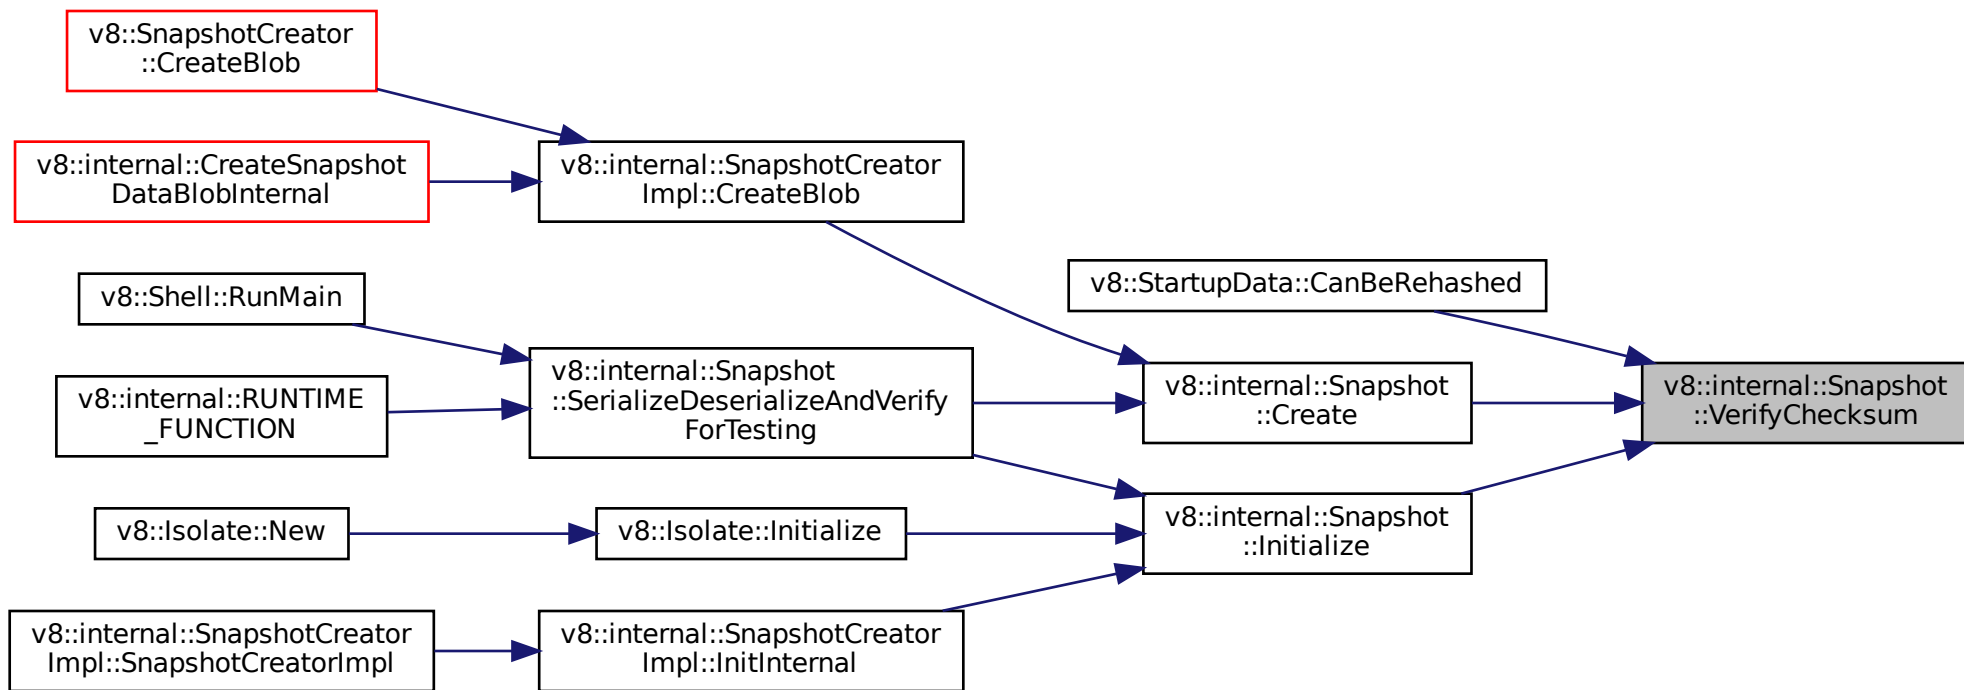 v8::SnapshotCreator
::CreateBlob
v8::internal::CreateSnapshot
DataBlobInternal
v8::internal::SnapshotCreator
Impl::CreateBlob
v8::StartupData::CanBeRehashed
v8::Shell::RunMain
v8::internal::RUNTIME
_FUNCTION
v8::internal::Snapshot
::SerializeDeserializeAndVerify
ForTesting
v8::internal::Snapshot
::Create
v8::internal::Snapshot
::VerifyChecksum
v8::Isolate::New
v8::Isolate::Initialize
v8::internal::Snapshot
::Initialize
v8::internal::SnapshotCreator
Impl::SnapshotCreatorImpl
v8::internal::SnapshotCreator
Impl::InitInternal